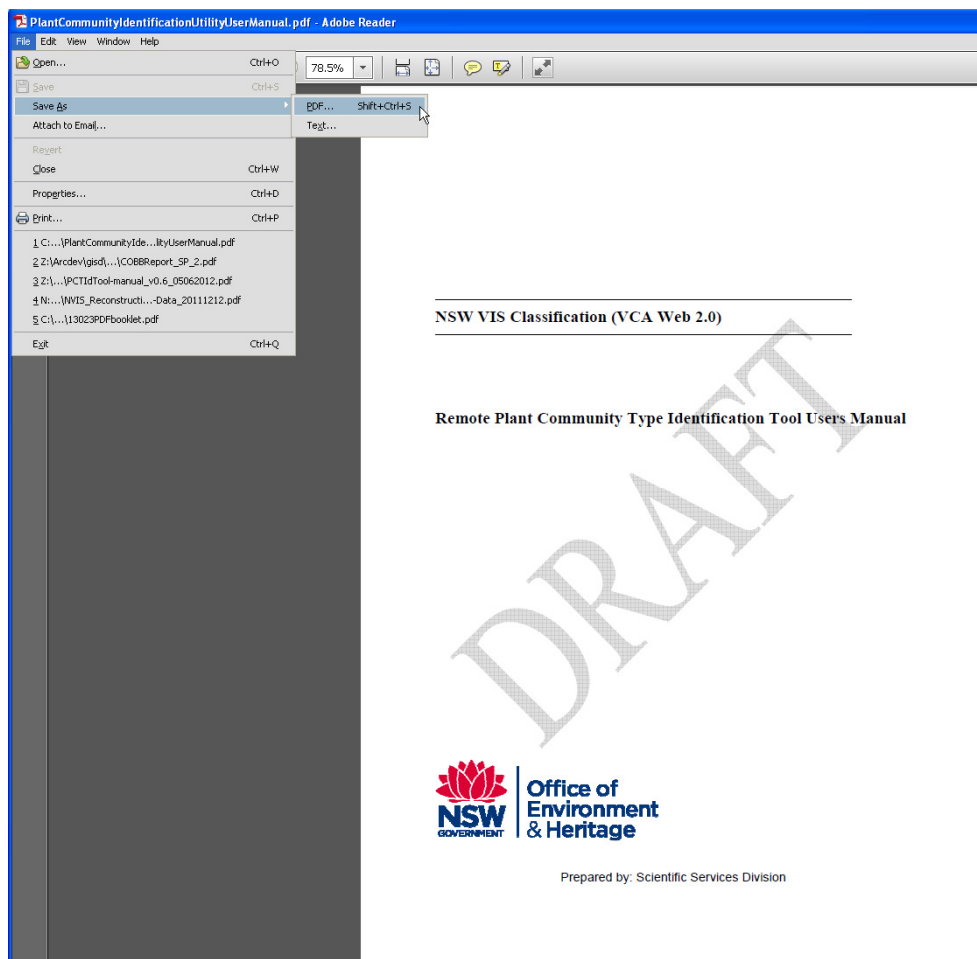 PlantCommunityIdentificationUtilityUserManual.pdf - Adobe Reader
File Edit View Window Help
Open... Ctrl+O
78.5%
Save Ctrl+S
Save As
PDF... Shift+Ctrl+S
Attach to Email...
Text...
Revert
Close Ctrl+W
Properties... Ctrl+D
Print... Ctrl+P
1 C:...\PlantCommunityIde...lityUserManual.pdf
2 Z:\Arcdev\gisd\...\COBBReport_SP_2.pdf
3 Z:\...\PCTIdTool-manual_v0.6_05062012.pdf
4 N:...\NVIS_Reconstructi...-Data_20111212.pdf
5 C:\...\13023PDFbooklet.pdf
Exit Ctrl+Q
NSW VIS Classification (VCA Web 2.0)
Remote Plant Community Type Identification Tool Users Manual
DRAFT
NSW
GOVERNMENT
Office of
Environment
& Heritage
Prepared by: Scientific Services Division